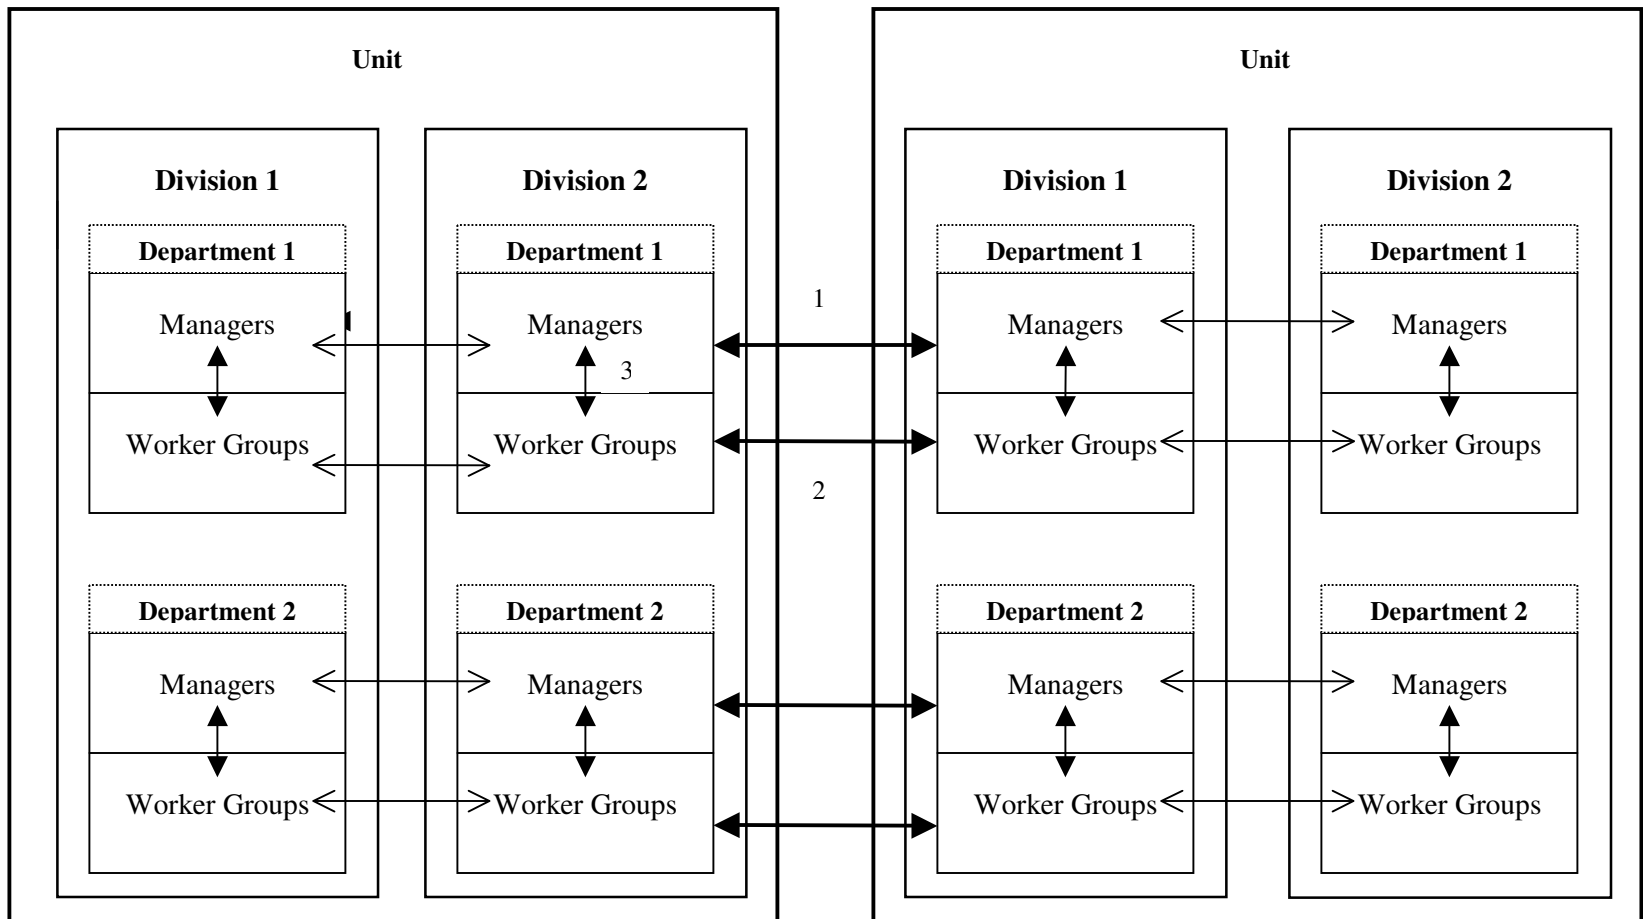 Unit
Unit
Division 1
Division 2
Division 1
Division 2
Department 1
Department 1
Department 1
Department 1
1
Managers
Managers
Managers
Managers
3
Worker Groups
Worker Groups
Worker Groups
Worker Groups
2
Department 2
Department 2
Department 2
Department 2
Managers
Managers
Managers
Managers
Worker Groups
Worker Groups
Worker Groups
Worker Groups